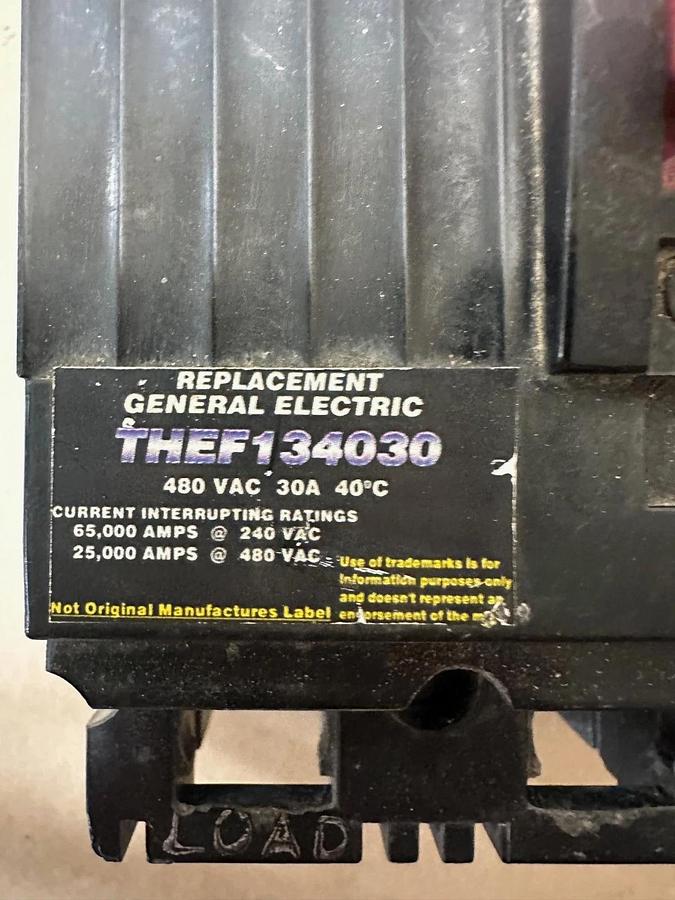 REPLACEMENT
GENERAL ELECTRIC
THEF134030
480 VAC 30A 40°C
CURRENT INTERRUPTING RATINGS
65,000 AMPS @ 240 VAC
25,000 AMPS @ 480 VAC
Use of trademarks is for
Information purposes only
and doesn't represent an
endorsement of the
Not Original Manufactures Label
LOAD